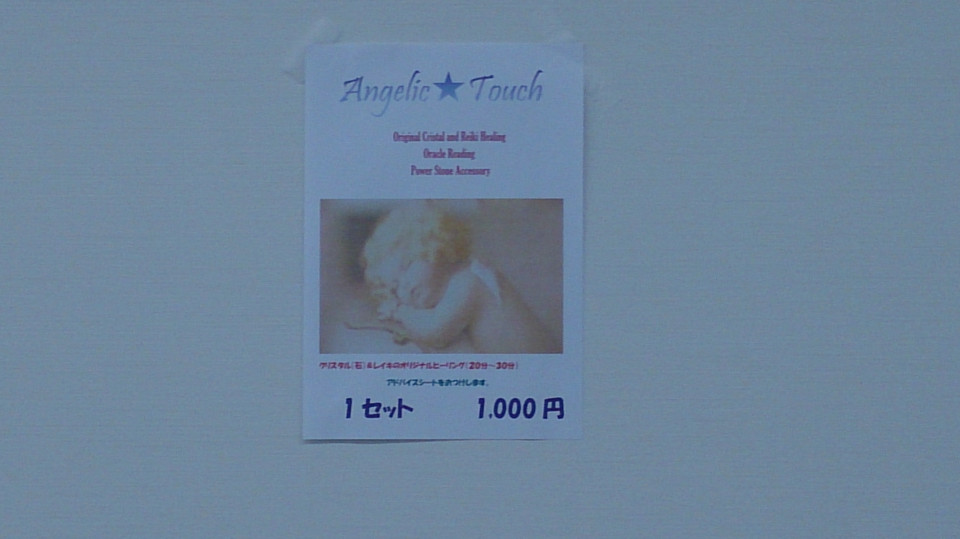 Angelic★Touch
Original Cristal and Reiki Healing
Oracle Reading
Power Stone Accessory
クリスタル(石)&レイキのオリジナルヒーリング(20分～30分)
アドバイスシートをおつけします。
1セット 1.000円